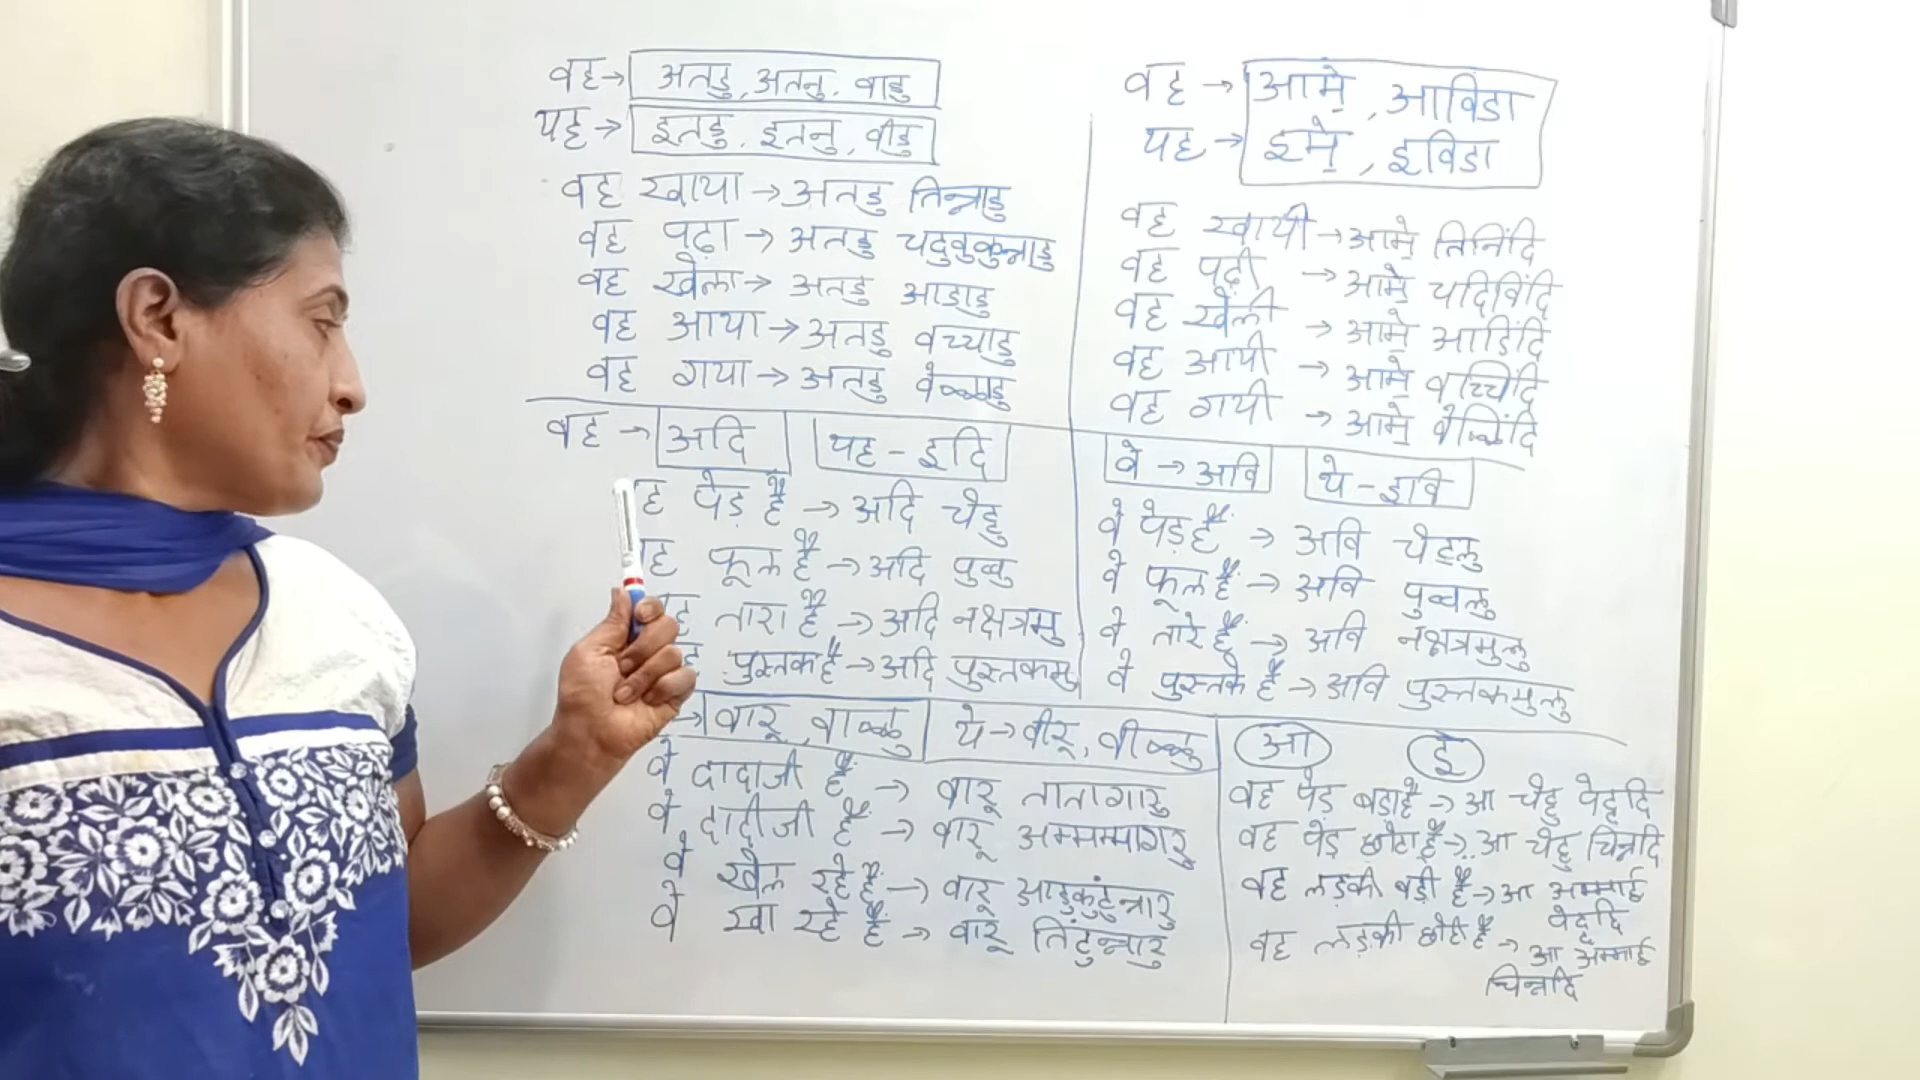 वह → अतडु, अतनु, वाडु
यह → इतडु, इतनु, वीडु
वह खाया → अतडु तिन्नाडु
वह पढ़ा → अतडु चदुवुकुन्नाडु
वह खेला → अतडु आडाडु
वह आया → अतडु वच्चाडु
वह गया → अतडु वेळ्ळाडु
वह → आमे, आविडा
यह → इमे, इविडा
वह खायी → आमे तिनिंदि
वह पढ़ी → आमे चदिविंदि
वह खेली → आमे आडिंदि
वह आयी → आमे वच्चिंदि
वह गयी → आमे वेळ्ळिंदि
वह → अदि यह - इदि
ह पेड़ है → अदि चेट्टु
ह फूल है → अदि पुव्वु
ह तारा है → अदि नक्षत्रमु
ह पुस्तक है → अदि पुस्तकमु
वे → अवि ये - इवि
वे पेड़ हैं → अवि चेट्लु
वे फूल हैं → अवि पुव्वलु
वे तारे हैं → अवि नक्षत्रमुलु
वे पुस्तके हैं → अवि पुस्तकमुलु
→ वारू, वाळ्ळु ये → वीरू, वीळ्ळु
वे दादाजी हैं → वारू तातागारु
वे दादीजी हैं → वारू अम्मम्मागारु
वे खेल रहे हैं → वारू आडुकुंटुन्नारु
वे खा रहे हैं → वारू तिंटुन्नारु
आ ई
वह पेड़ बड़ा है → आ चेट्टु पेद्ददि
वह पेड़ छोटा है → आ चेट्टु चिन्नदि
वह लड़की बड़ी है → आ अम्माई
पेद्ददि
वह लड़की छोटी है → आ अम्माई
चिन्नदि